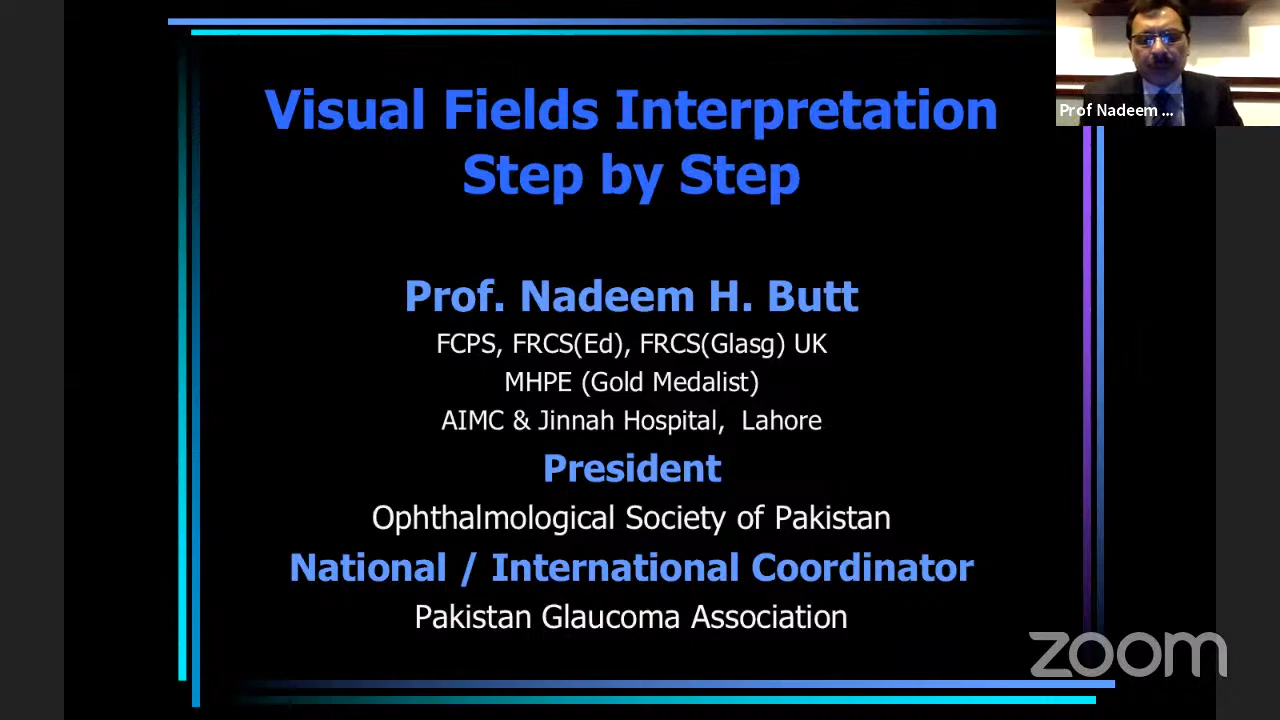 Visual Fields Interpretation
Step by Step
Prof Nadeem ...
Prof. Nadeem H. Butt
FCPS, FRCS(Ed), FRCS(Glasg) UK
MHPE (Gold Medalist)
AIMC & Jinnah Hospital, Lahore
President
Ophthalmological Society of Pakistan
National / International Coordinator
Pakistan Glaucoma Association
zoom